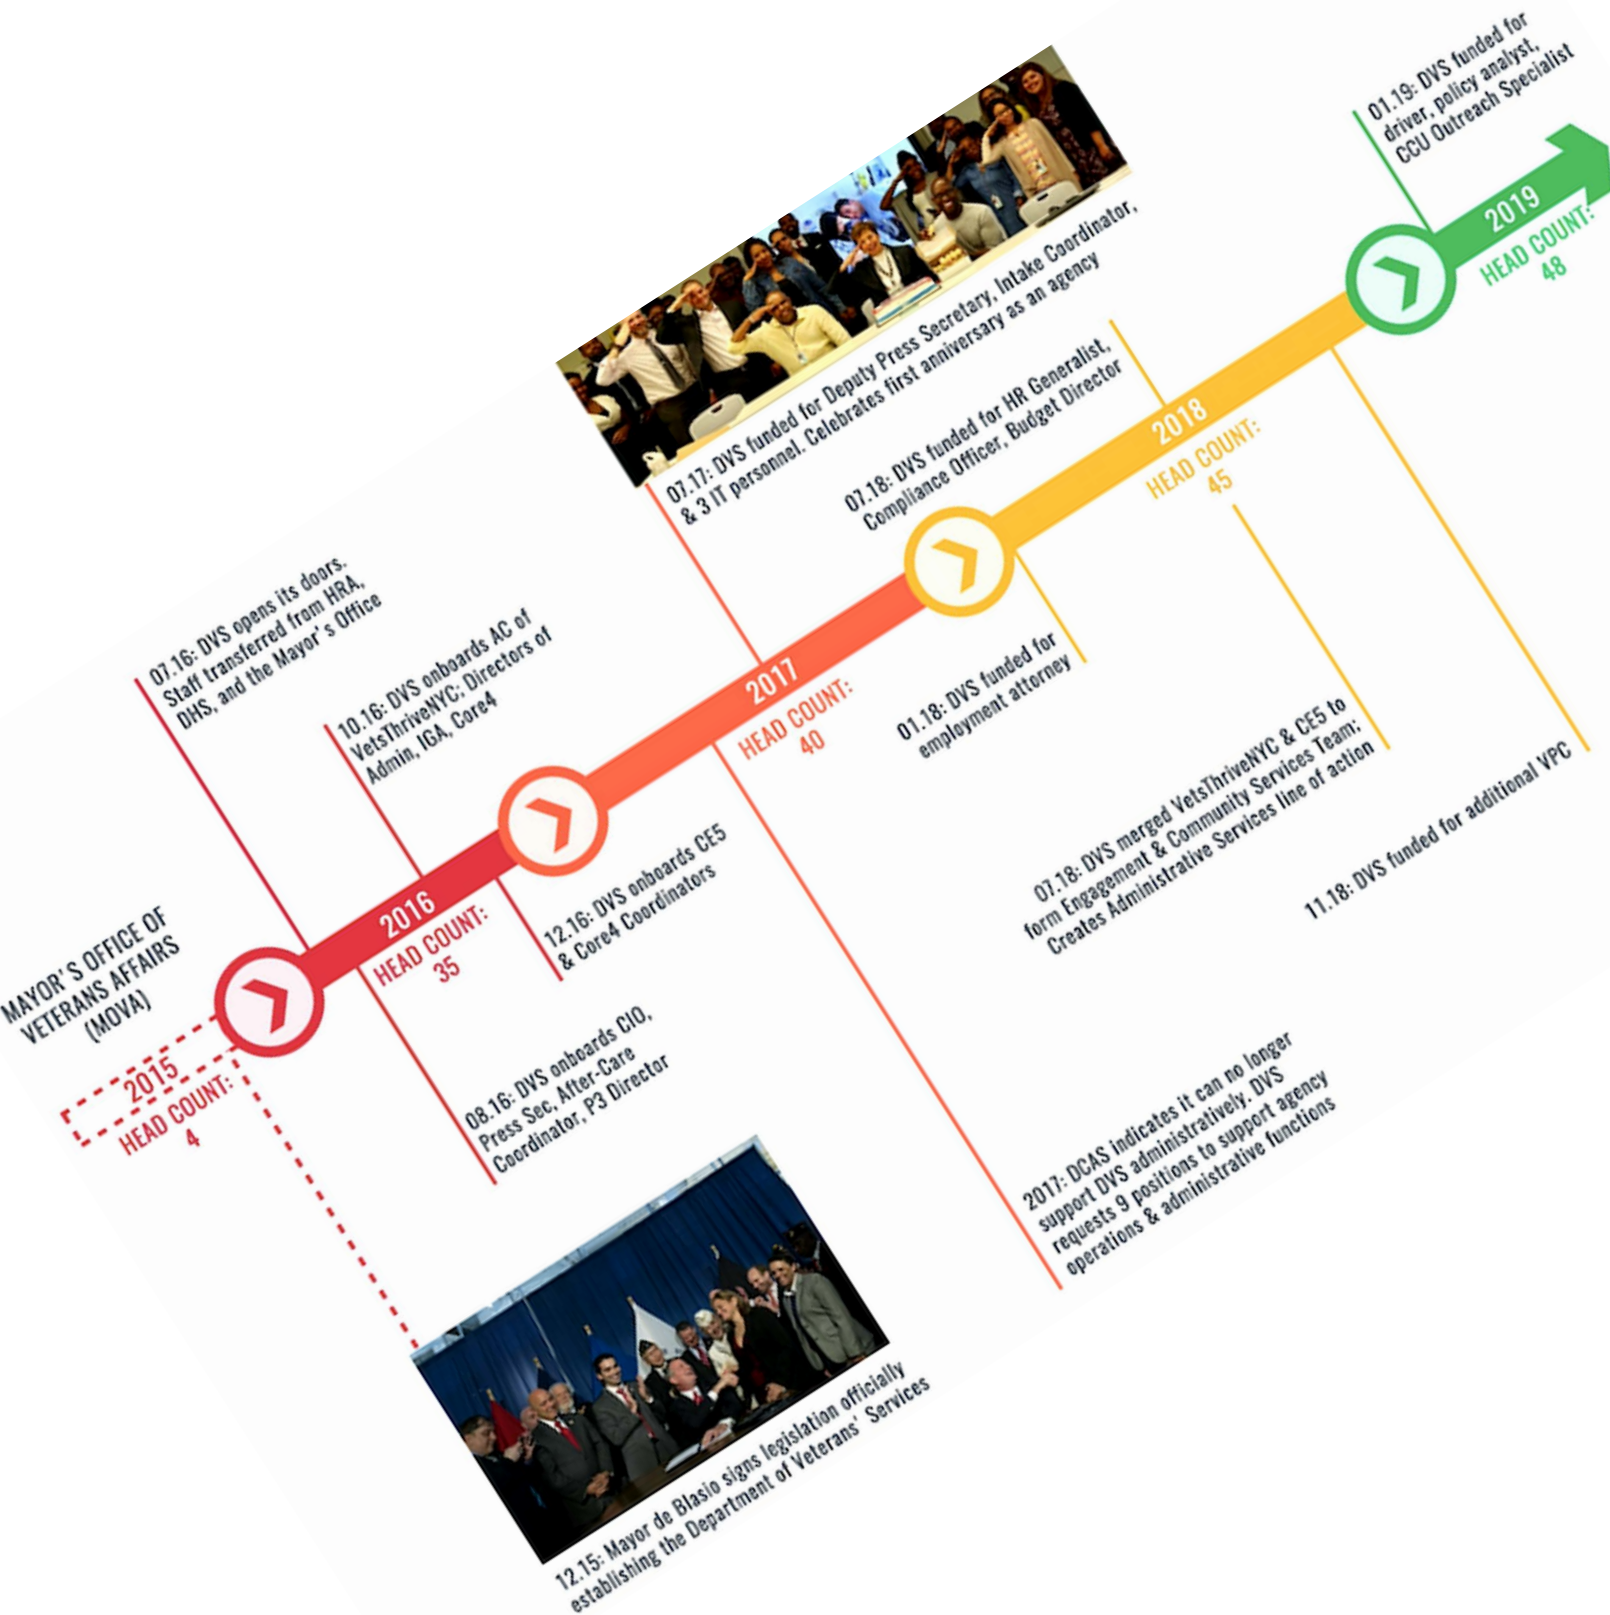 MAYOR'S OFFICE OF
VETERANS AFFAIRS
(MOVA)
2015
HEAD COUNT:
4
12.15: Mayor de Blasio signs legislation officially
establishing the Department of Veterans' Services
07.16: DVS opens its doors.
Staff transferred from HRA,
DHS, and the Mayor's Office
10.16: DVS onboards AC of
VetsThriveNYC; Directors of
Admin, IGA, Core4
2016
HEAD COUNT:
35
08.16: DVS onboards CIO,
Press Sec, After-Care
Coordinator, P3 Director
12.16: DVS onboards CE5
& Core4 Coordinators
07.17: DVS funded for Deputy Press Secretary, Intake Coordinator,
& 3 IT personnel. Celebrates first anniversary as an agency
2017
HEAD COUNT:
40
2017: DCAS indicates it can no longer
support DVS administratively. DVS
requests 9 positions to support agency
operations & administrative functions
07.18: DVS funded for HR Generalist,
Compliance Officer, Budget Director
2018
HEAD COUNT:
45
01.18: DVS funded for
employment attorney
07.18: DVS merged VetsThriveNYC & CE5 to
form Engagement & Community Services Team;
Creates Administrative Services line of action
11.18: DVS funded for additional VPC
01.19: DVS funded for
driver, policy analyst,
CCU Outreach Specialist
2019
HEAD COUNT:
48